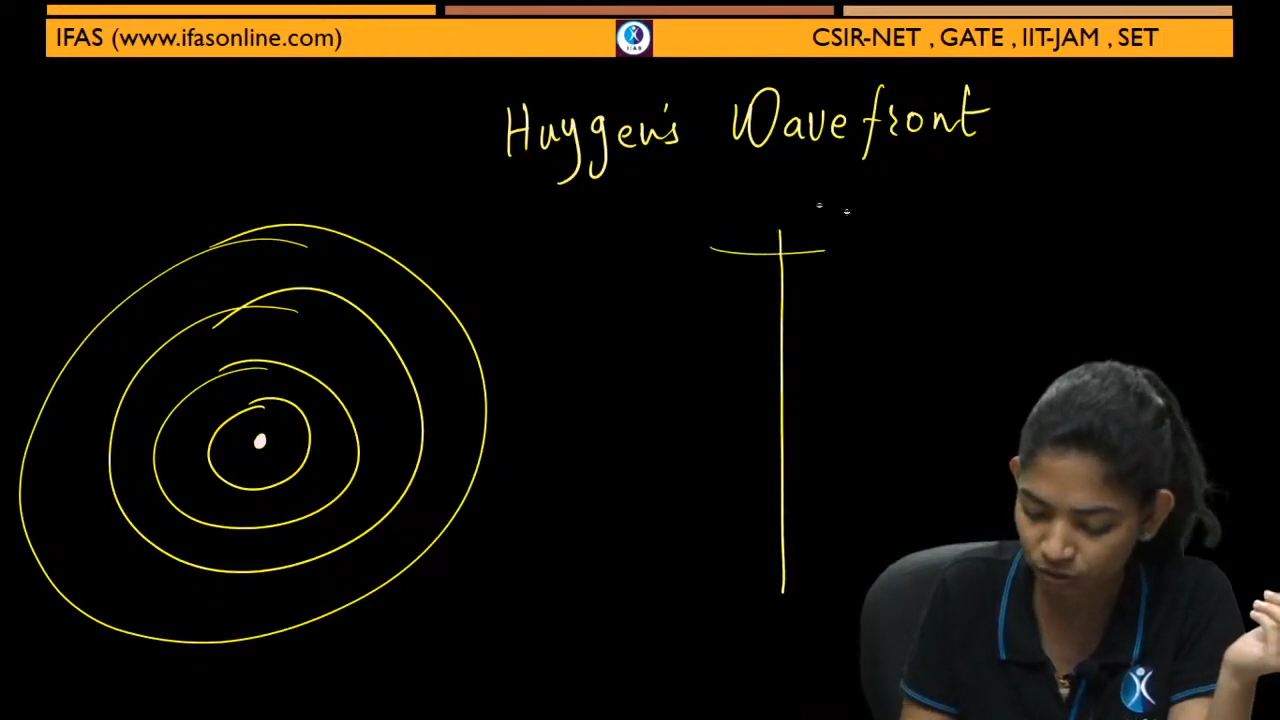 IFAS (www.ifasonline.com)
CSIR-NET , GATE , IIT-JAM , SET
Huygen's Wavefront